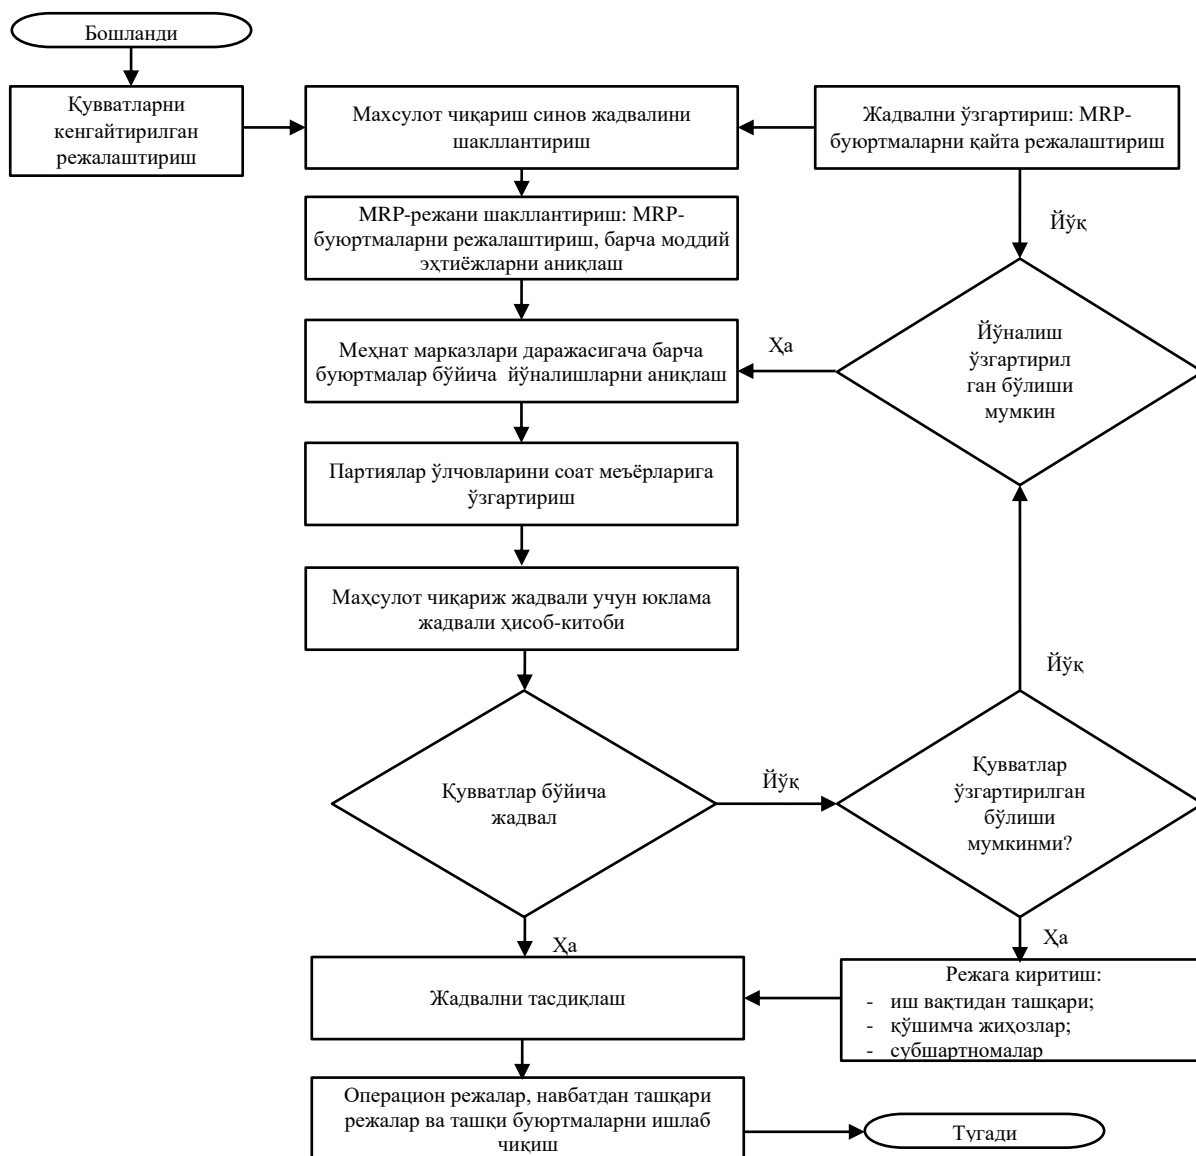 Бошланди
Қувватларни
кенгайтирилган
режалаштириш
Махсулот чиқариш синов жадвалини
шакллантириш
Жадвални ўзгартириш: MRP-
буюртмаларни қайта режалаштириш
MRP-режани шакллантириш: MRP-
буюртмаларни режалаштириш, барча моддий
эҳтиёжларни аниқлаш
Йўқ
Меҳнат марказлари даражасигача барча
буюртмалар бўйича йўналишларни аниқлаш
Ҳа
Йўналиш
ўзгартирил
ган бўлиши
мумкин
Партиялар ўлчовларини соат меъёрларига
ўзгартириш
Маҳсулот чиқариж жадвали учун юклама
жадвали ҳисоб-китоби
Йўқ
Қувватлар бўйича
жадвал
Йўқ
Қувватлар
ўзгартирилган
бўлиши
мумкинми?
Ҳа
Ҳа
Жадвални тасдиқлаш
Режага киритиш:
- иш вақтидан ташқари;
- қўшимча жиҳозлар;
- субшартномалар
Операцион режалар, навбатдан ташқари
режалар ва ташқи буюртмаларни ишлаб
чиқиш
Тугади